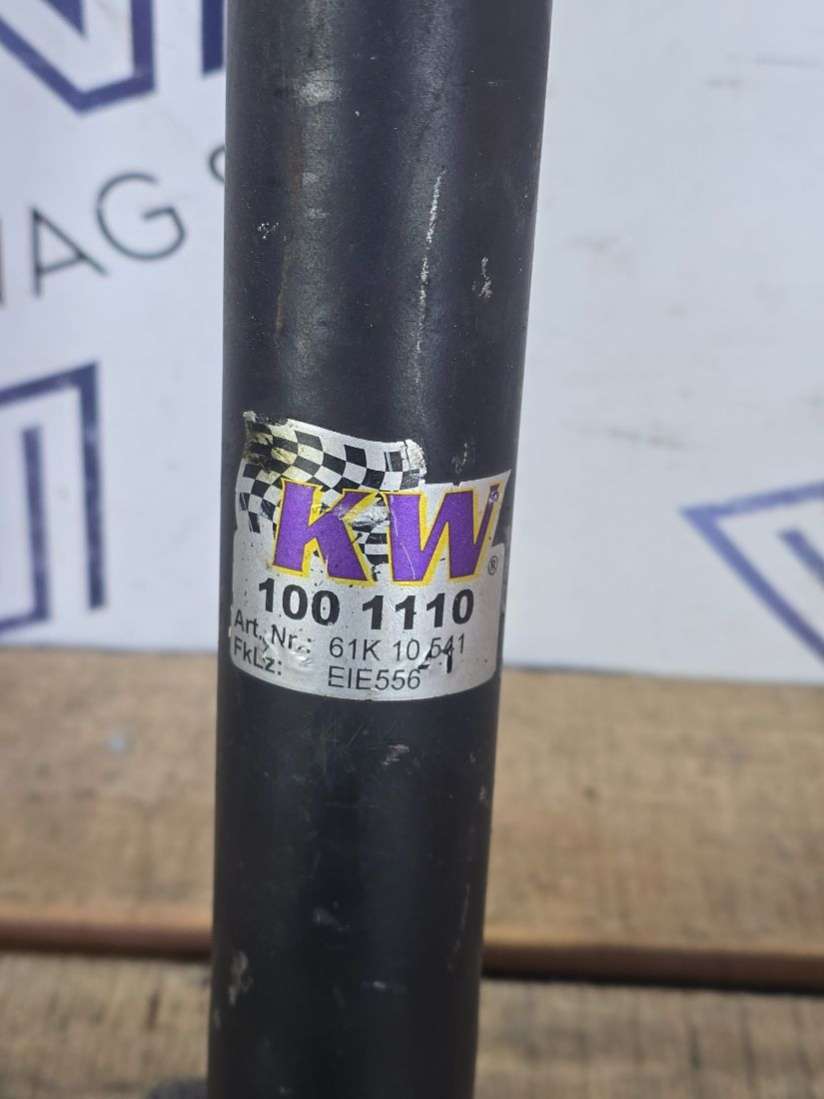 KW®
100 1110
Art. Nr.: 61K 10 541
FkLz: EIE556